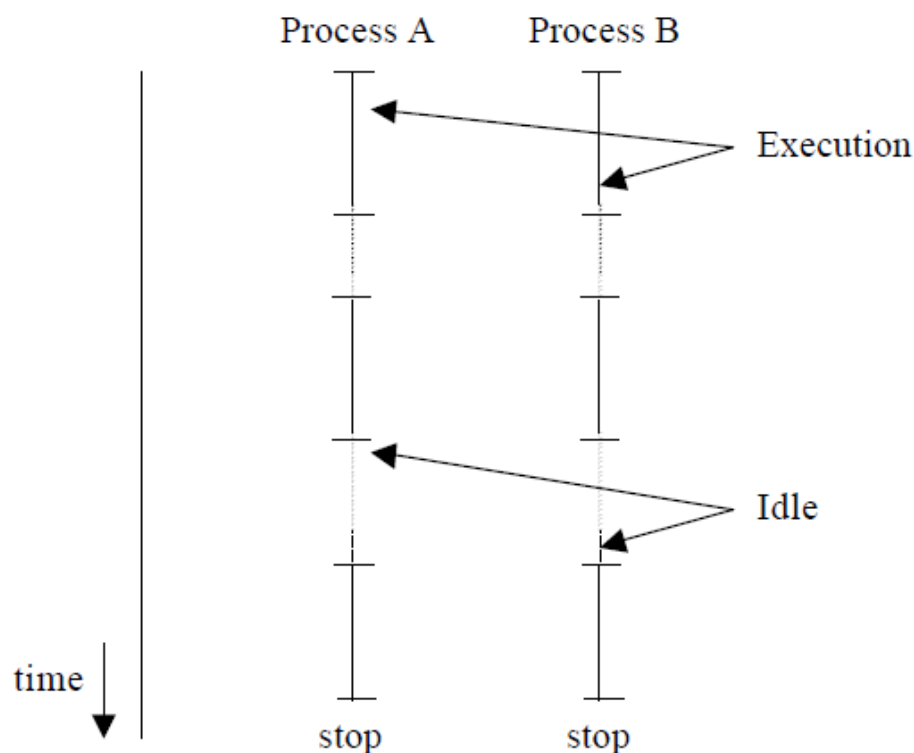 Process A
Process B
Execution
Idle
time
stop
stop